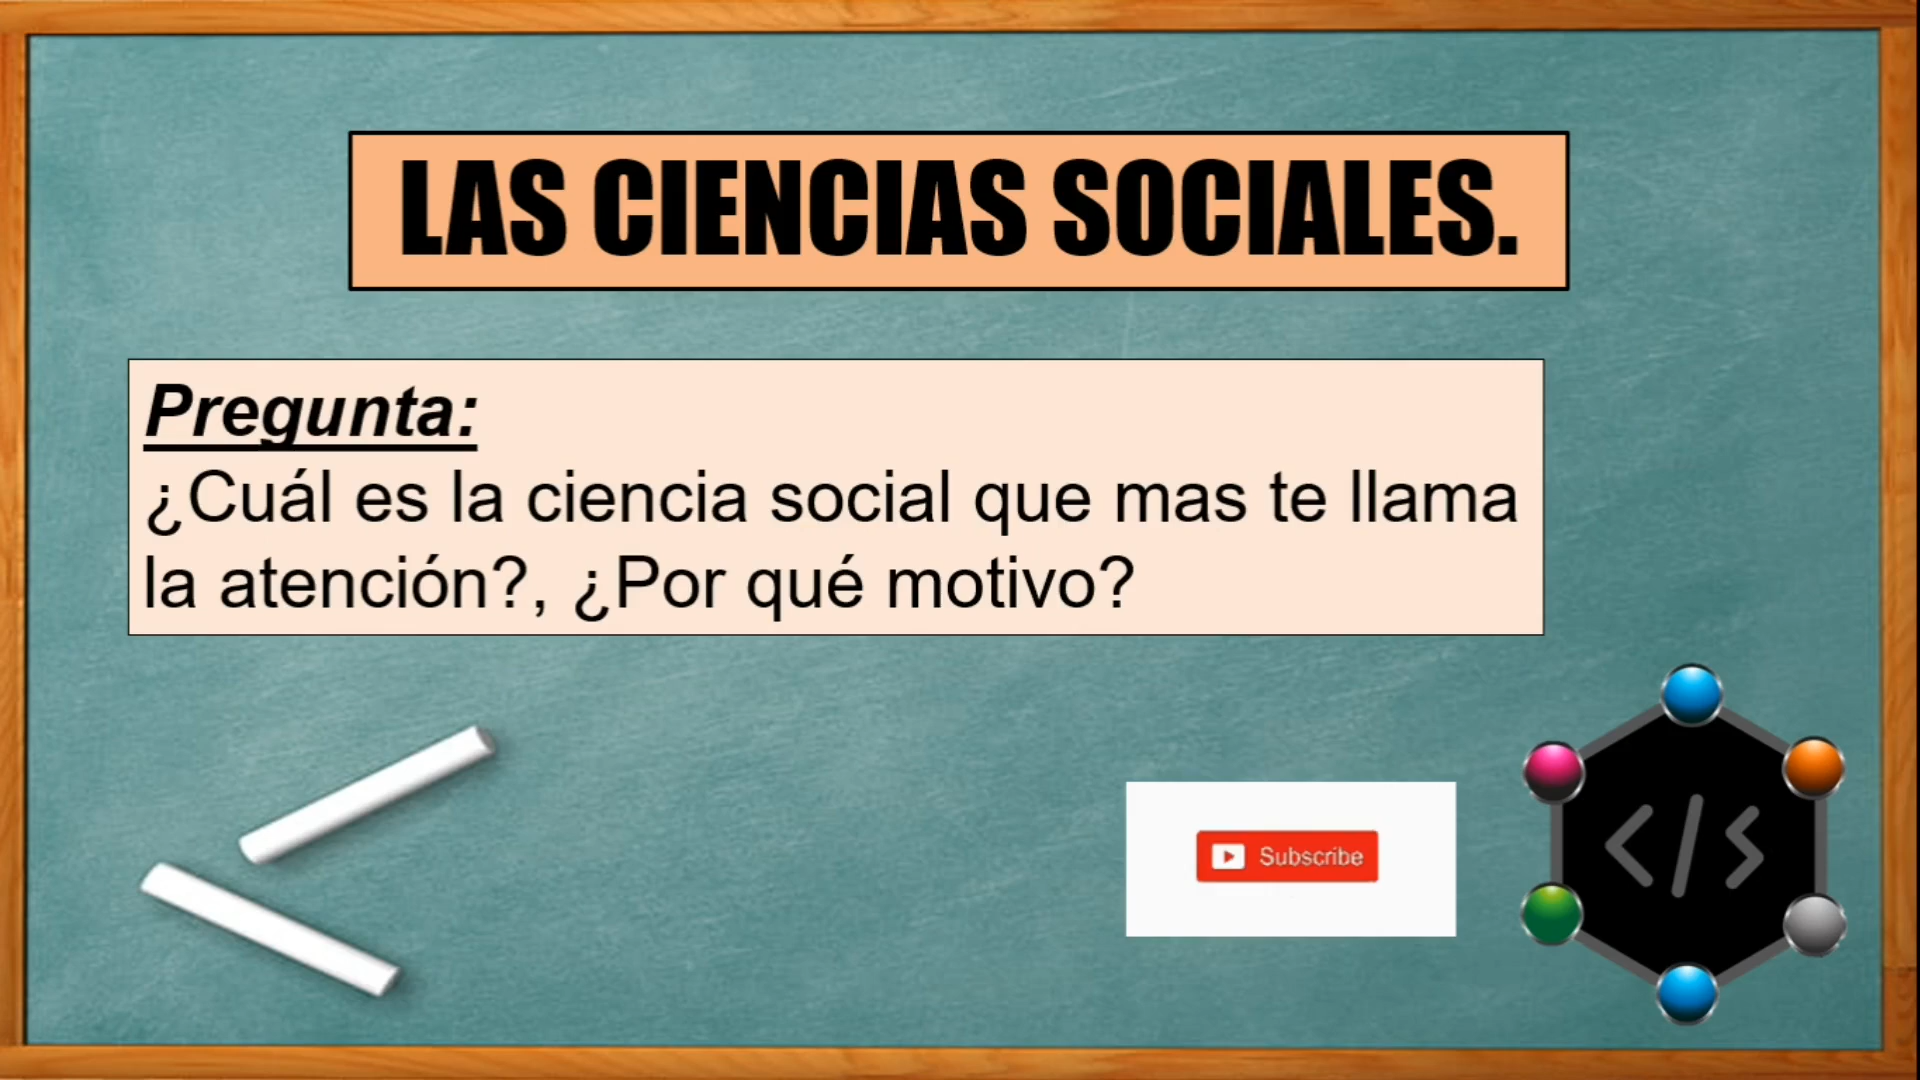 LAS CIENCIAS SOCIALES.
Pregunta:
¿Cuál es la ciencia social que mas te llama
la atención?, ¿Por qué motivo?
Subscribe